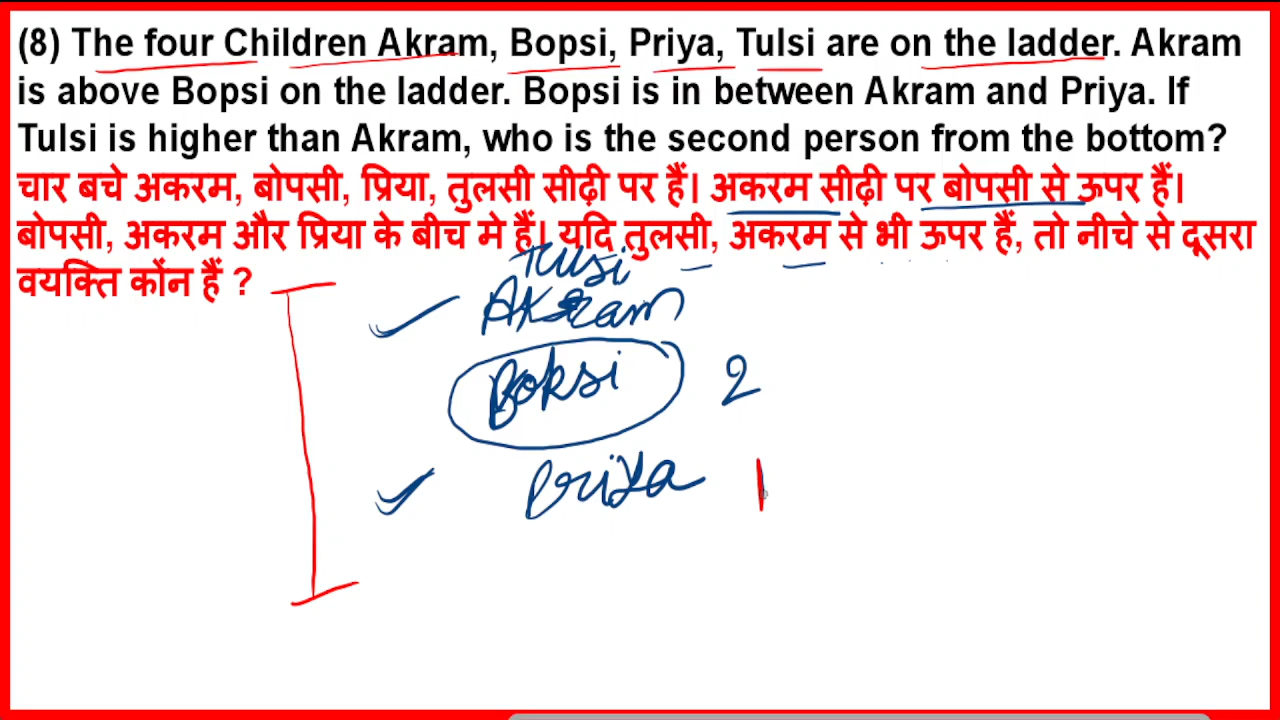 (8) The four Children Akram, Bopsi, Priya, Tulsi are on the ladder. Akram
is above Bopsi on the ladder. Bopsi is in between Akram and Priya. If
Tulsi is higher than Akram, who is the second person from the bottom?
चार बचे अकरम, बोपसी, प्रिया, तुलसी सीढ़ी पर हैं। अकरम सीढ़ी पर बोपसी से ऊपर हैं।
बोपसी, अकरम और प्रिया के बीच मे हैं। यदि तुलसी, अकरम से भी ऊपर हैं, तो नीचे से दूसरा
वयक्ति कोंन हैं ?
Tulsi
Akram
Boksi 2
Priya 1